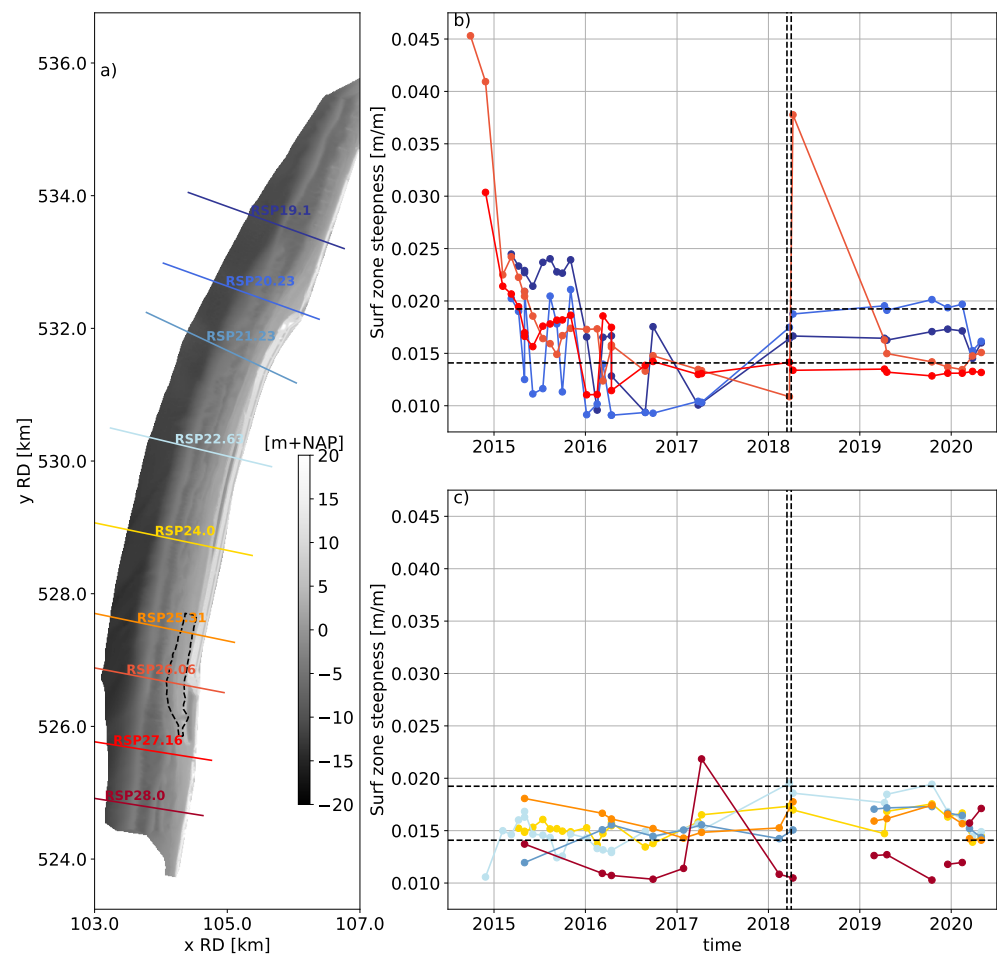 a)
536.0
534.0
532.0
530.0
528.0
526.0
524.0
y RD [km]
103.0
105.0
107.0
x RD [km]
RSP19.1
RSP20.23
RSP21.23
RSP22.63
RSP24.0
RSP25.31
RSP26.06
RSP27.16
RSP28.0
[m+NAP]
20
15
10
5
0
−5
−10
−15
−20
b)
0.045
0.040
0.035
0.030
0.025
0.020
0.015
0.010
Surf zone steepness [m/m]
2015
2016
2017
2018
2019
2020
c)
0.045
0.040
0.035
0.030
0.025
0.020
0.015
0.010
Surf zone steepness [m/m]
2015
2016
2017
2018
2019
2020
time